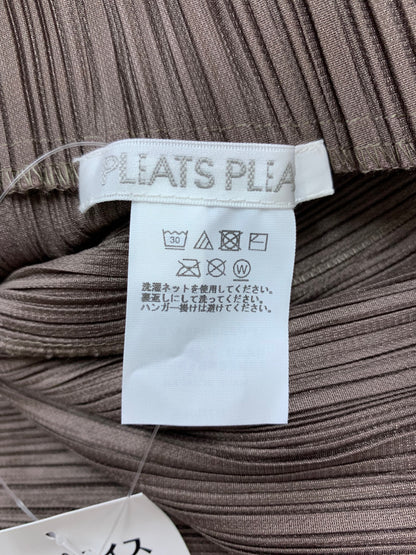 PLEATS PLEA
30
W
洗濯ネットを使用してください。
裏返しにして洗ってください。
ハンガー掛けは避けてください。
イス